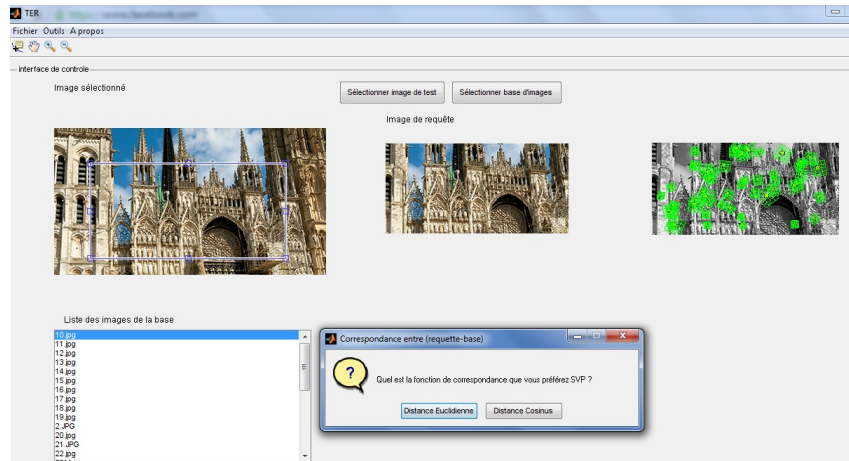 TER
Fichier Outils A propos
interface de controle
Image sélectionné
Sélectionner image de test
Sélectionner base d'images
Image de requête
Liste des images de la base
10.jpg
11.jpg
12.jpg
13.jpg
14.jpg
15.jpg
16.jpg
17.jpg
18.jpg
19.jpg
2.JPG
20.jpg
21.JPG
22.jpg
Correspondance entre (requette-base)
Quel est la fonction de correspondance que vous préférez SVP ?
Distance Euclidienne
Distance Cosinus